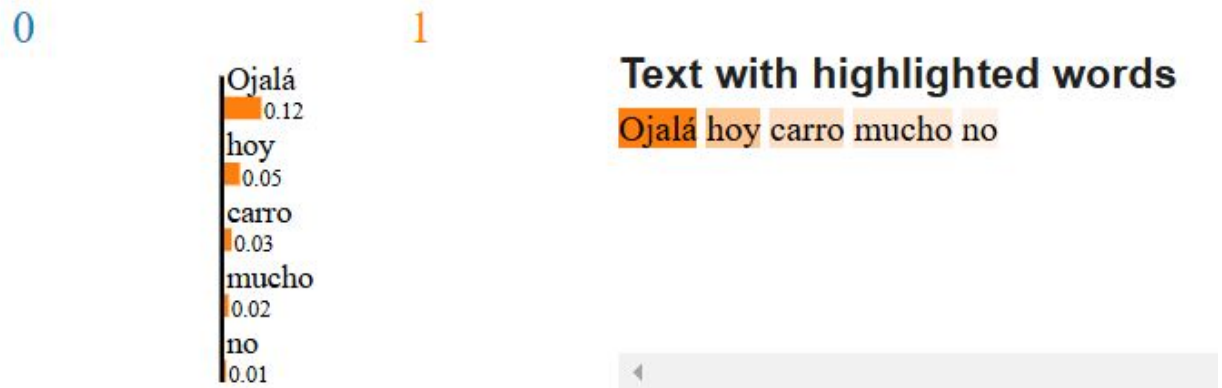 0
1
Ojalá
0.12
hoy
0.05
carro
0.03
mucho
0.02
no
0.01
Text with highlighted words
Ojalá hoy carro mucho no